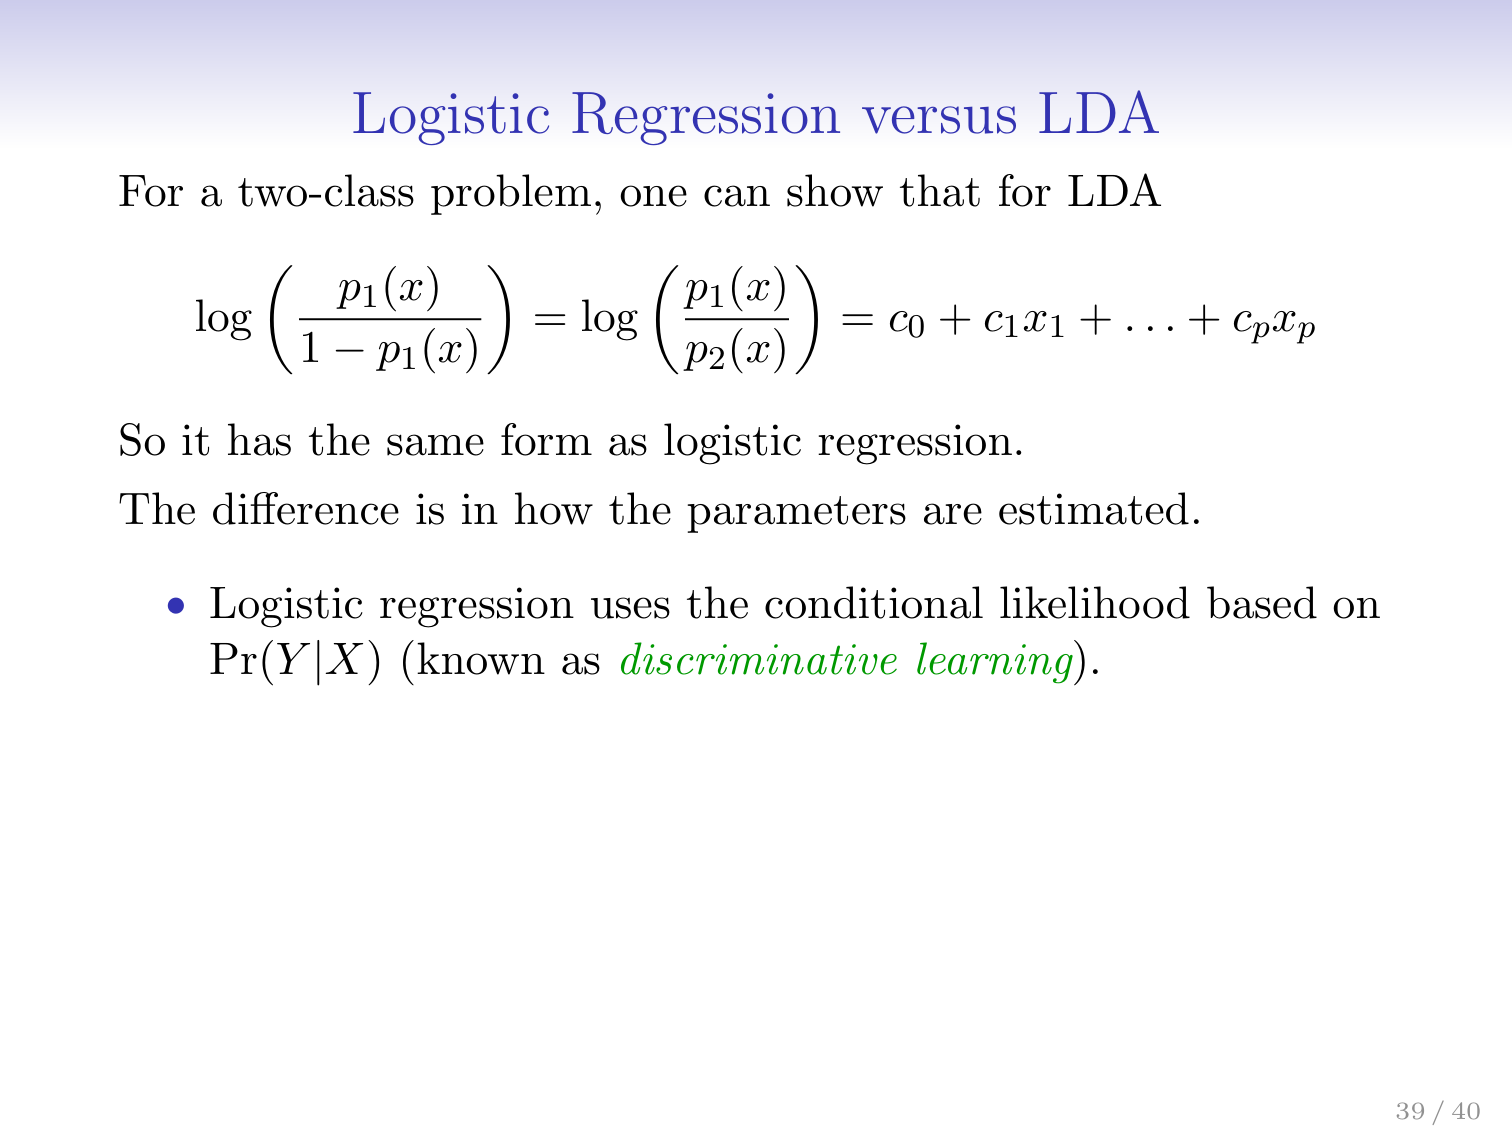 Logistic Regression versus LDA
For a two-class problem, one can show that for LDA
log ( p₁(x) / (1 − p₁(x)) ) = log ( p₁(x) / p₂(x) ) = c₀ + c₁x₁ + . . . + cₚxₚ
So it has the same form as logistic regression.
The difference is in how the parameters are estimated.
• Logistic regression uses the conditional likelihood based on
Pr(Y|X) (known as discriminative learning).
39 / 40